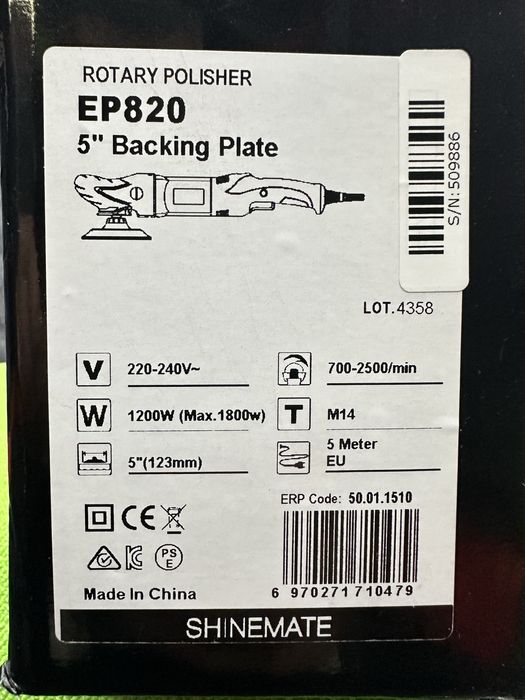 ROTARY POLISHER
EP820
5" Backing Plate
S/N:509886
LOT.4358
V 220-240V~
700-2500/min
W 1200W (Max.1800w)
T M14
5"(123mm)
5 Meter
EU
ERP Code: 50.01.1510
CE
PS
E
6 970271 710479
Made In China
SHINEMATE